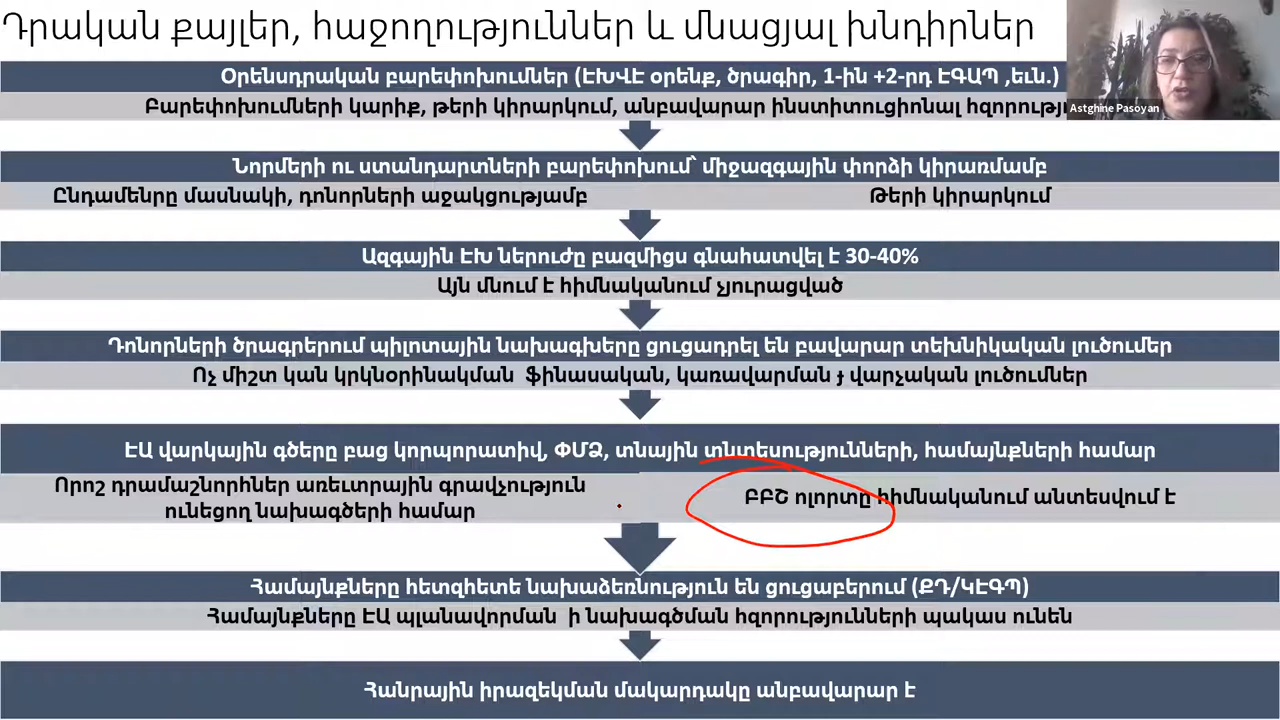 Դրական քայլեր, հաջողություններ և մնացյալ խնդիրներ
Օրենսդրական բարեփոխումներ (ԷԽՎԷ օրենք, ծրագիր, 1-ին +2-րդ ԷԳԱՊ ,եւն.)
Բարեփոխումների կարիք, թերի կիրարկում, անբավարար ինստիտուցիոնալ
Astghine Pasoyan
Նորմերի ու ստանդարտների բարեփոխում՝ միջազգային փորձի կիրառմամբ
Ընդամենրը մասնակի, դոնորների աջակցությամբ
Թերի կիրարկում
Ազգային ԷԽ ներուժը բազմիցս գնահատվել է 30-40%
Այն մնում է հիմնականում չյուրացված
Դոնորների ծրագրերում պիլոտային նախագխերը ցուցադրել են բավարար տեխնիկական լուծումեր
Ոչ միշտ կան կրկնօրինակման ֆինասական, կառավարման ɟ վարչական լուծումներ
ԷԱ վարկային գծերը բաց կորպորատիվ, ՓՄՁ, տնային տնտեսությունների, համայնքների համար
Որոշ դրամաշնորհներ առեւտրային գրավչություն
ունեցող նախագծերի համար
ԲԲՇ ոլորտը հիմնականում անտեսվում է
Համայնքները հետզհետե նախաձեռնություն են ցուցաբերում (ՔԴ/ԿԷԳՊ)
Համայնքները ԷԱ պլանավորման ի նախագծման հզորությունների պակաս ունեն
Հանրային իրազեկման մակարդակը անբավարար է